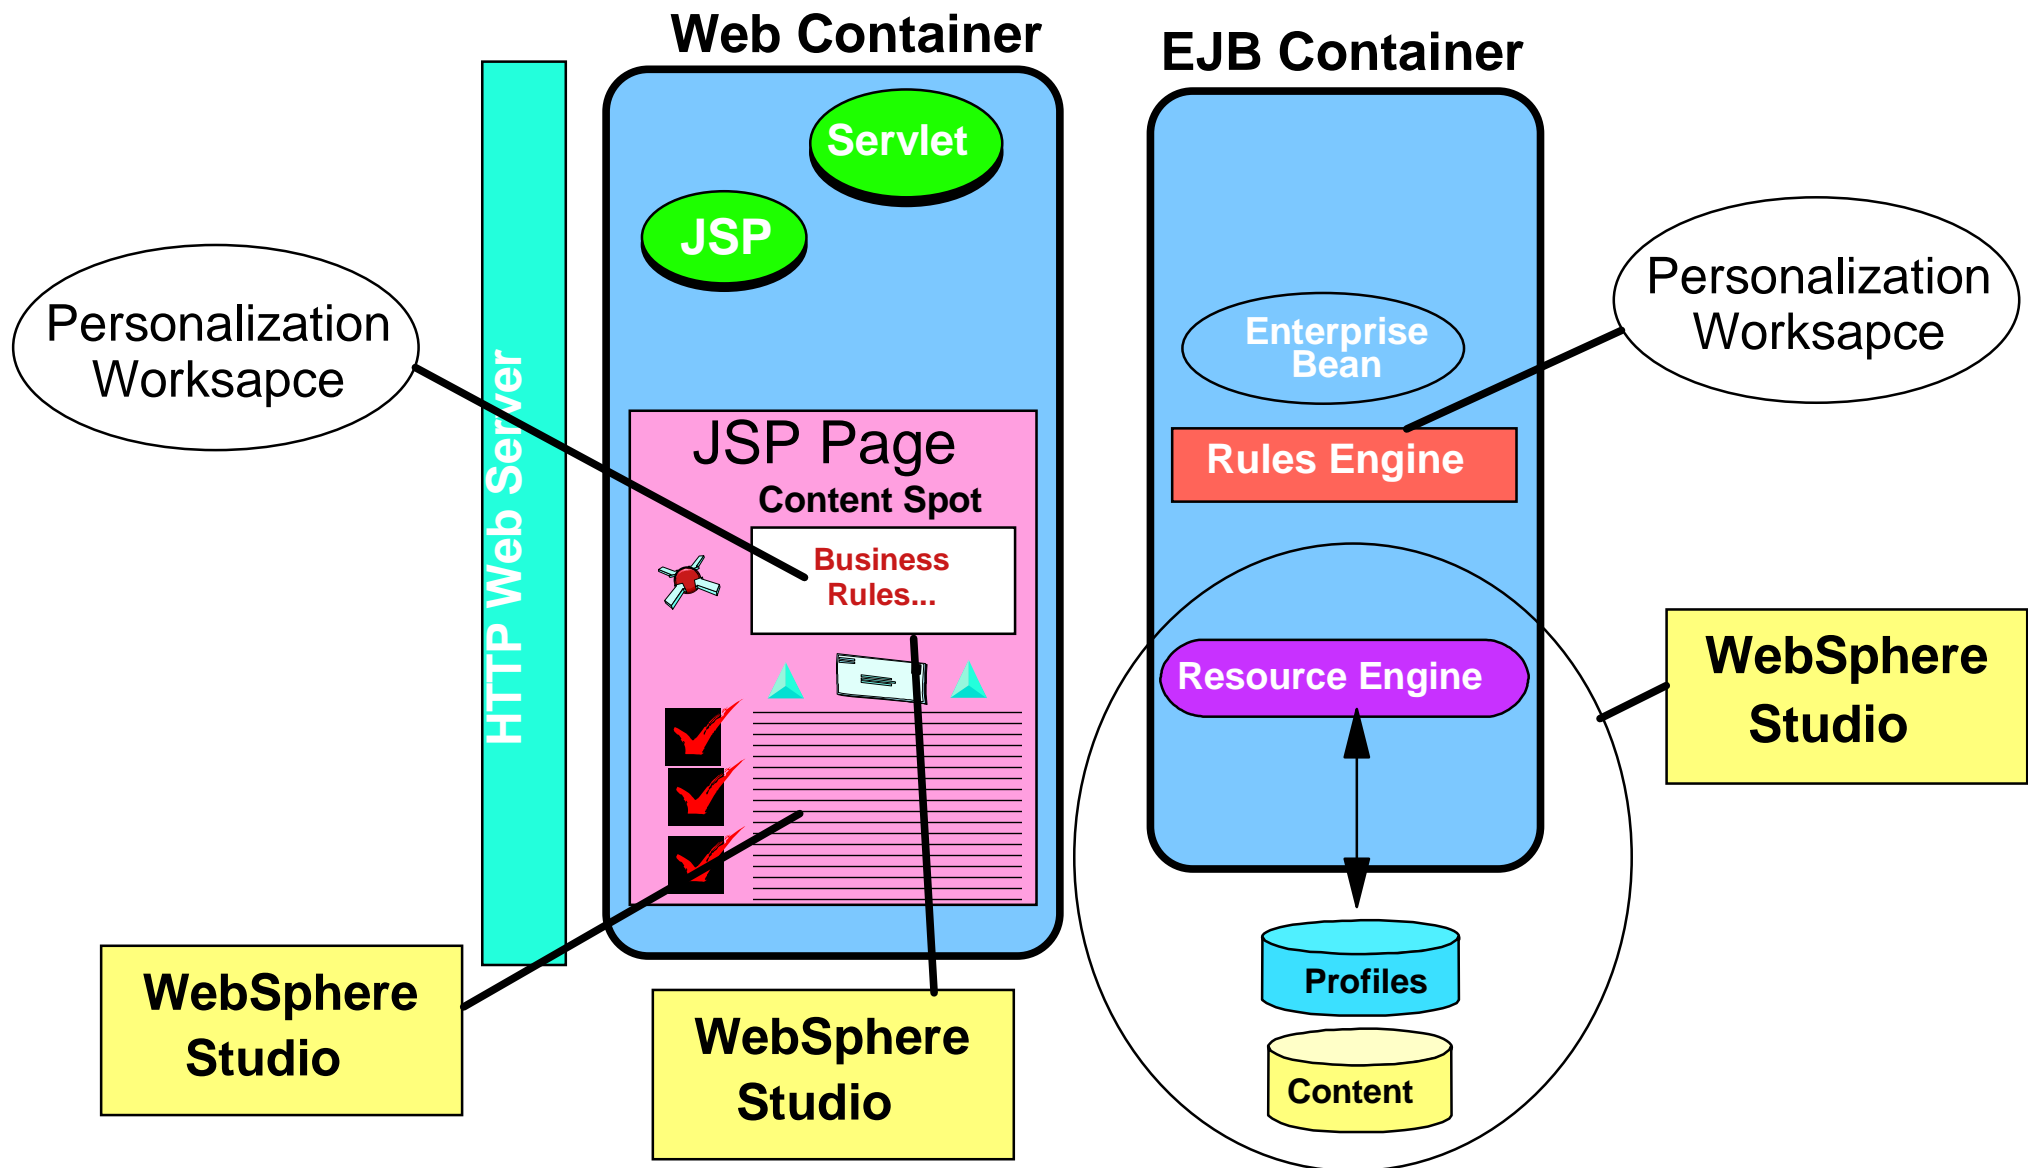 Web Container
EJB Container
Servlet
JSP
Personalization
Worksapce
HTTP Web Server
JSP Page
Content Spot
Business
Rules...
Enterprise
Bean
Rules Engine
Personalization
Worksapce
Resource Engine
WebSphere
Studio
WebSphere
Studio
WebSphere
Studio
Profiles
Content